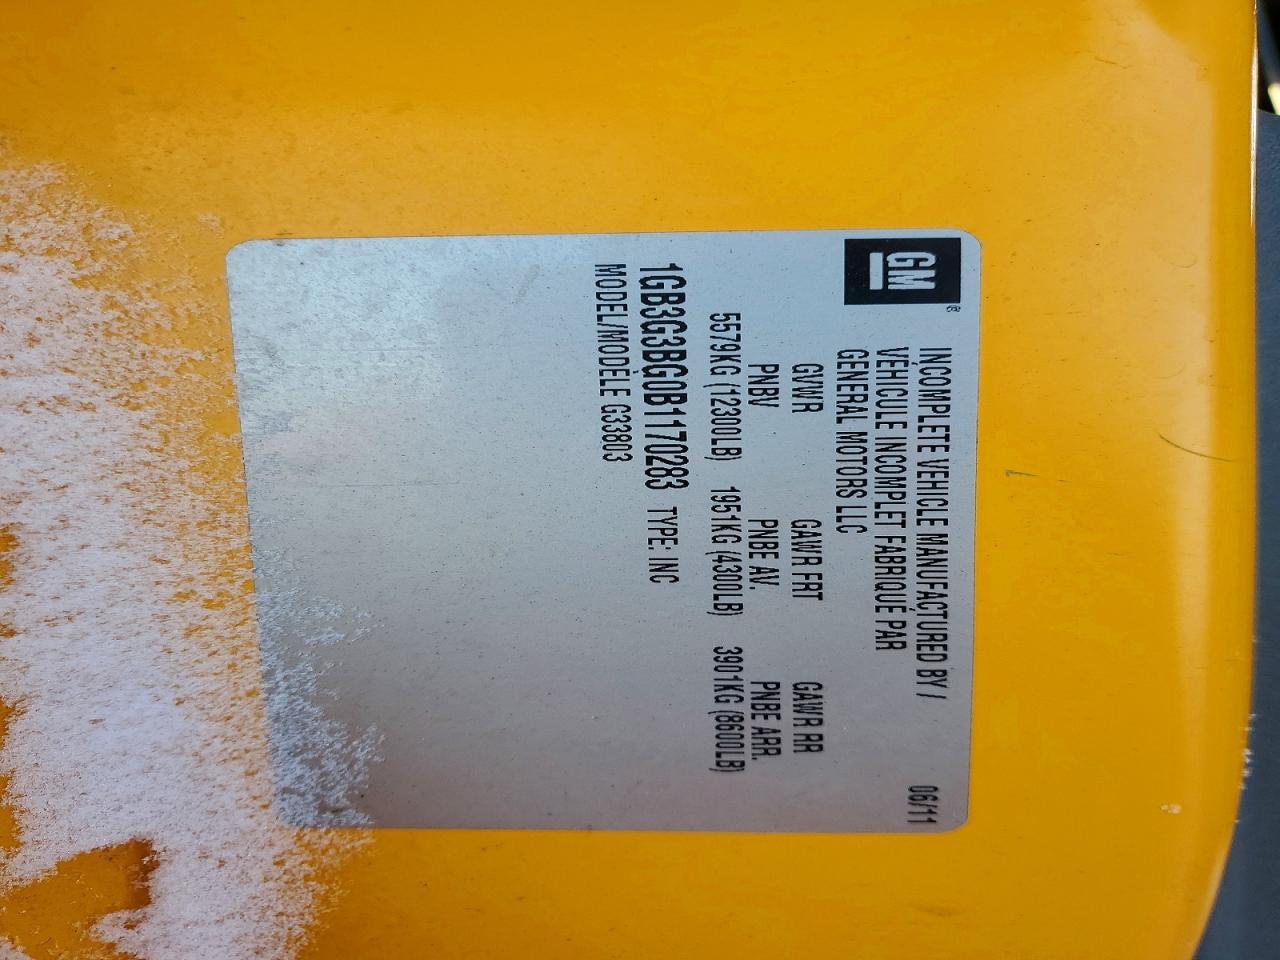 GM®
INCOMPLETE VEHICLE MANUFACTURED BY / 06/11
VÉHICULE INCOMPLET FABRIQUÉ PAR
GENERAL MOTORS LLC
GVWR GAWR FRT GAWR RR
PNBV PNBE AV. PNBE ARR.
5579KG (12300LB) 1951KG (4300LB) 3901KG (8600LB)
1GB3G3BG0B1170283 TYPE: INC
MODEL/MODÈLE G33803